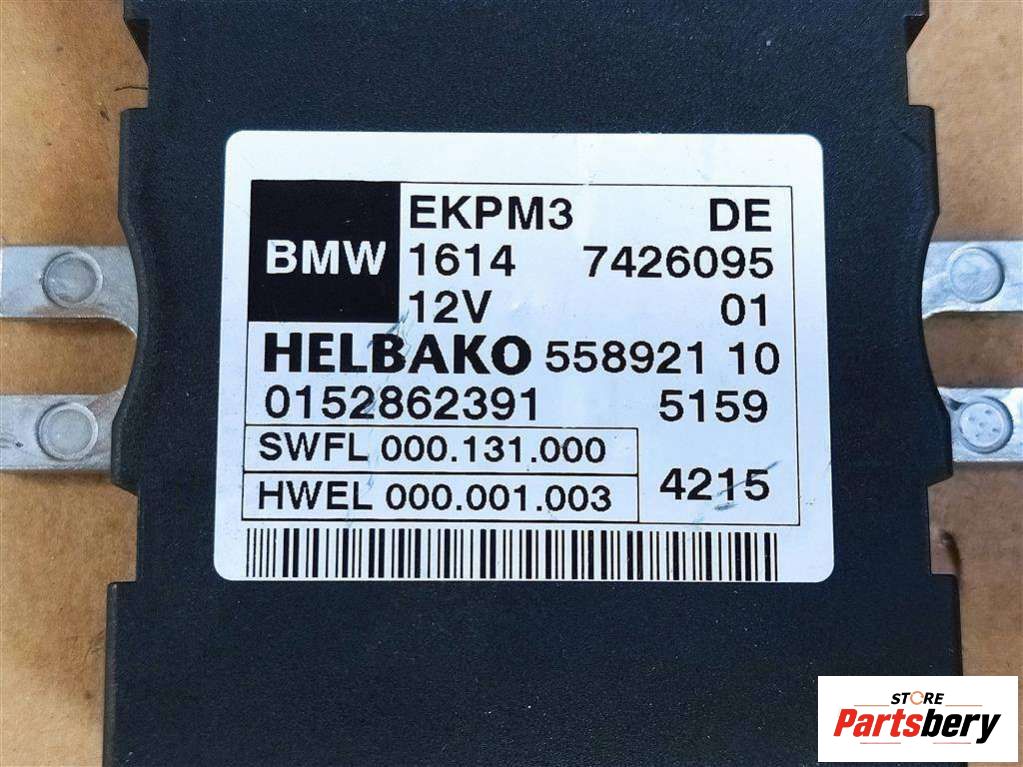 EKPM3 DE
BMW 1614 7426095
12V 01
HELBAKO 558921 10
0152862391 5159
SWFL 000.131.000
HWEL 000.001.003 4215
STORE
Partsbery